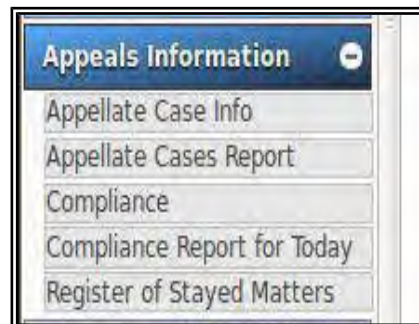 Appeals Information
Appellate Case Info
Appellate Cases Report
Compliance
Compliance Report for Today
Register of Stayed Matters